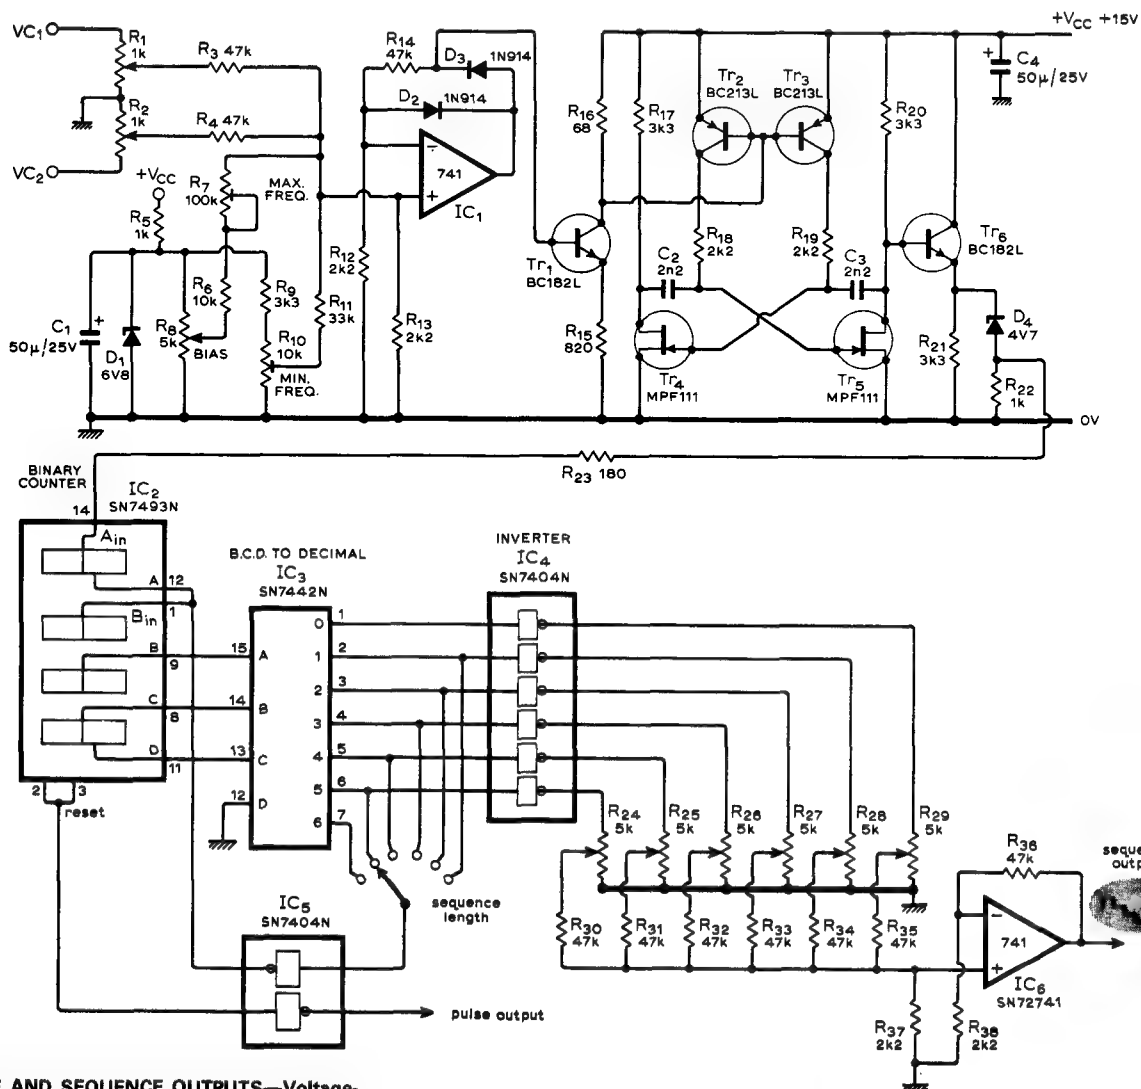 VC1
R1
1k
R3 47k
R2
1k
R4 47k
VC2
+VCC
R5
1k
R7
100k
MAX.
FREQ.
R6
10k
R8
5k
BIAS
R9
3k3
R10
10k
MIN.
FREQ.
R11
33k
C1
50µ/25V
+
D1
6V8
R14
47k
D3
1N914
D2
1N914
−
741
+
IC1
R12
2k2
R13
2k2
Tr1
BC182L
R16
68
R15
820
R17
3k3
Tr2
BC213L
Tr3
BC213L
R18
2k2
R19
2k2
C2
2n2
C3
2n2
Tr4
MPF111
Tr5
MPF111
R20
3k3
Tr6
BC182L
R21
3k3
D4
4V7
R22
1k
+VCC +15V
+
C4
50µ/25V
0V
R23 180
BINARY
COUNTER
IC2
SN7493N
14
Ain
A
12
Bin
1
B
9
C
8
D
11
2
3
reset
B.C.D. TO DECIMAL
IC3
SN7442N
15
A
14
B
13
C
12
D
0
1
1
2
2
3
3
4
4
5
5
6
6
7
INVERTER
IC4
SN7404N
sequence
length
IC5
SN7404N
pulse output
R24
5k
R25
5k
R26
5k
R27
5k
R28
5k
R29
5k
R30
47k
R31
47k
R32
47k
R33
47k
R34
47k
R35
47k
R36
47k
−
741
+
IC6
SN72741
R37
2k2
R38
2k2
AND SEQUENCE OUTPUTS—Voltage-